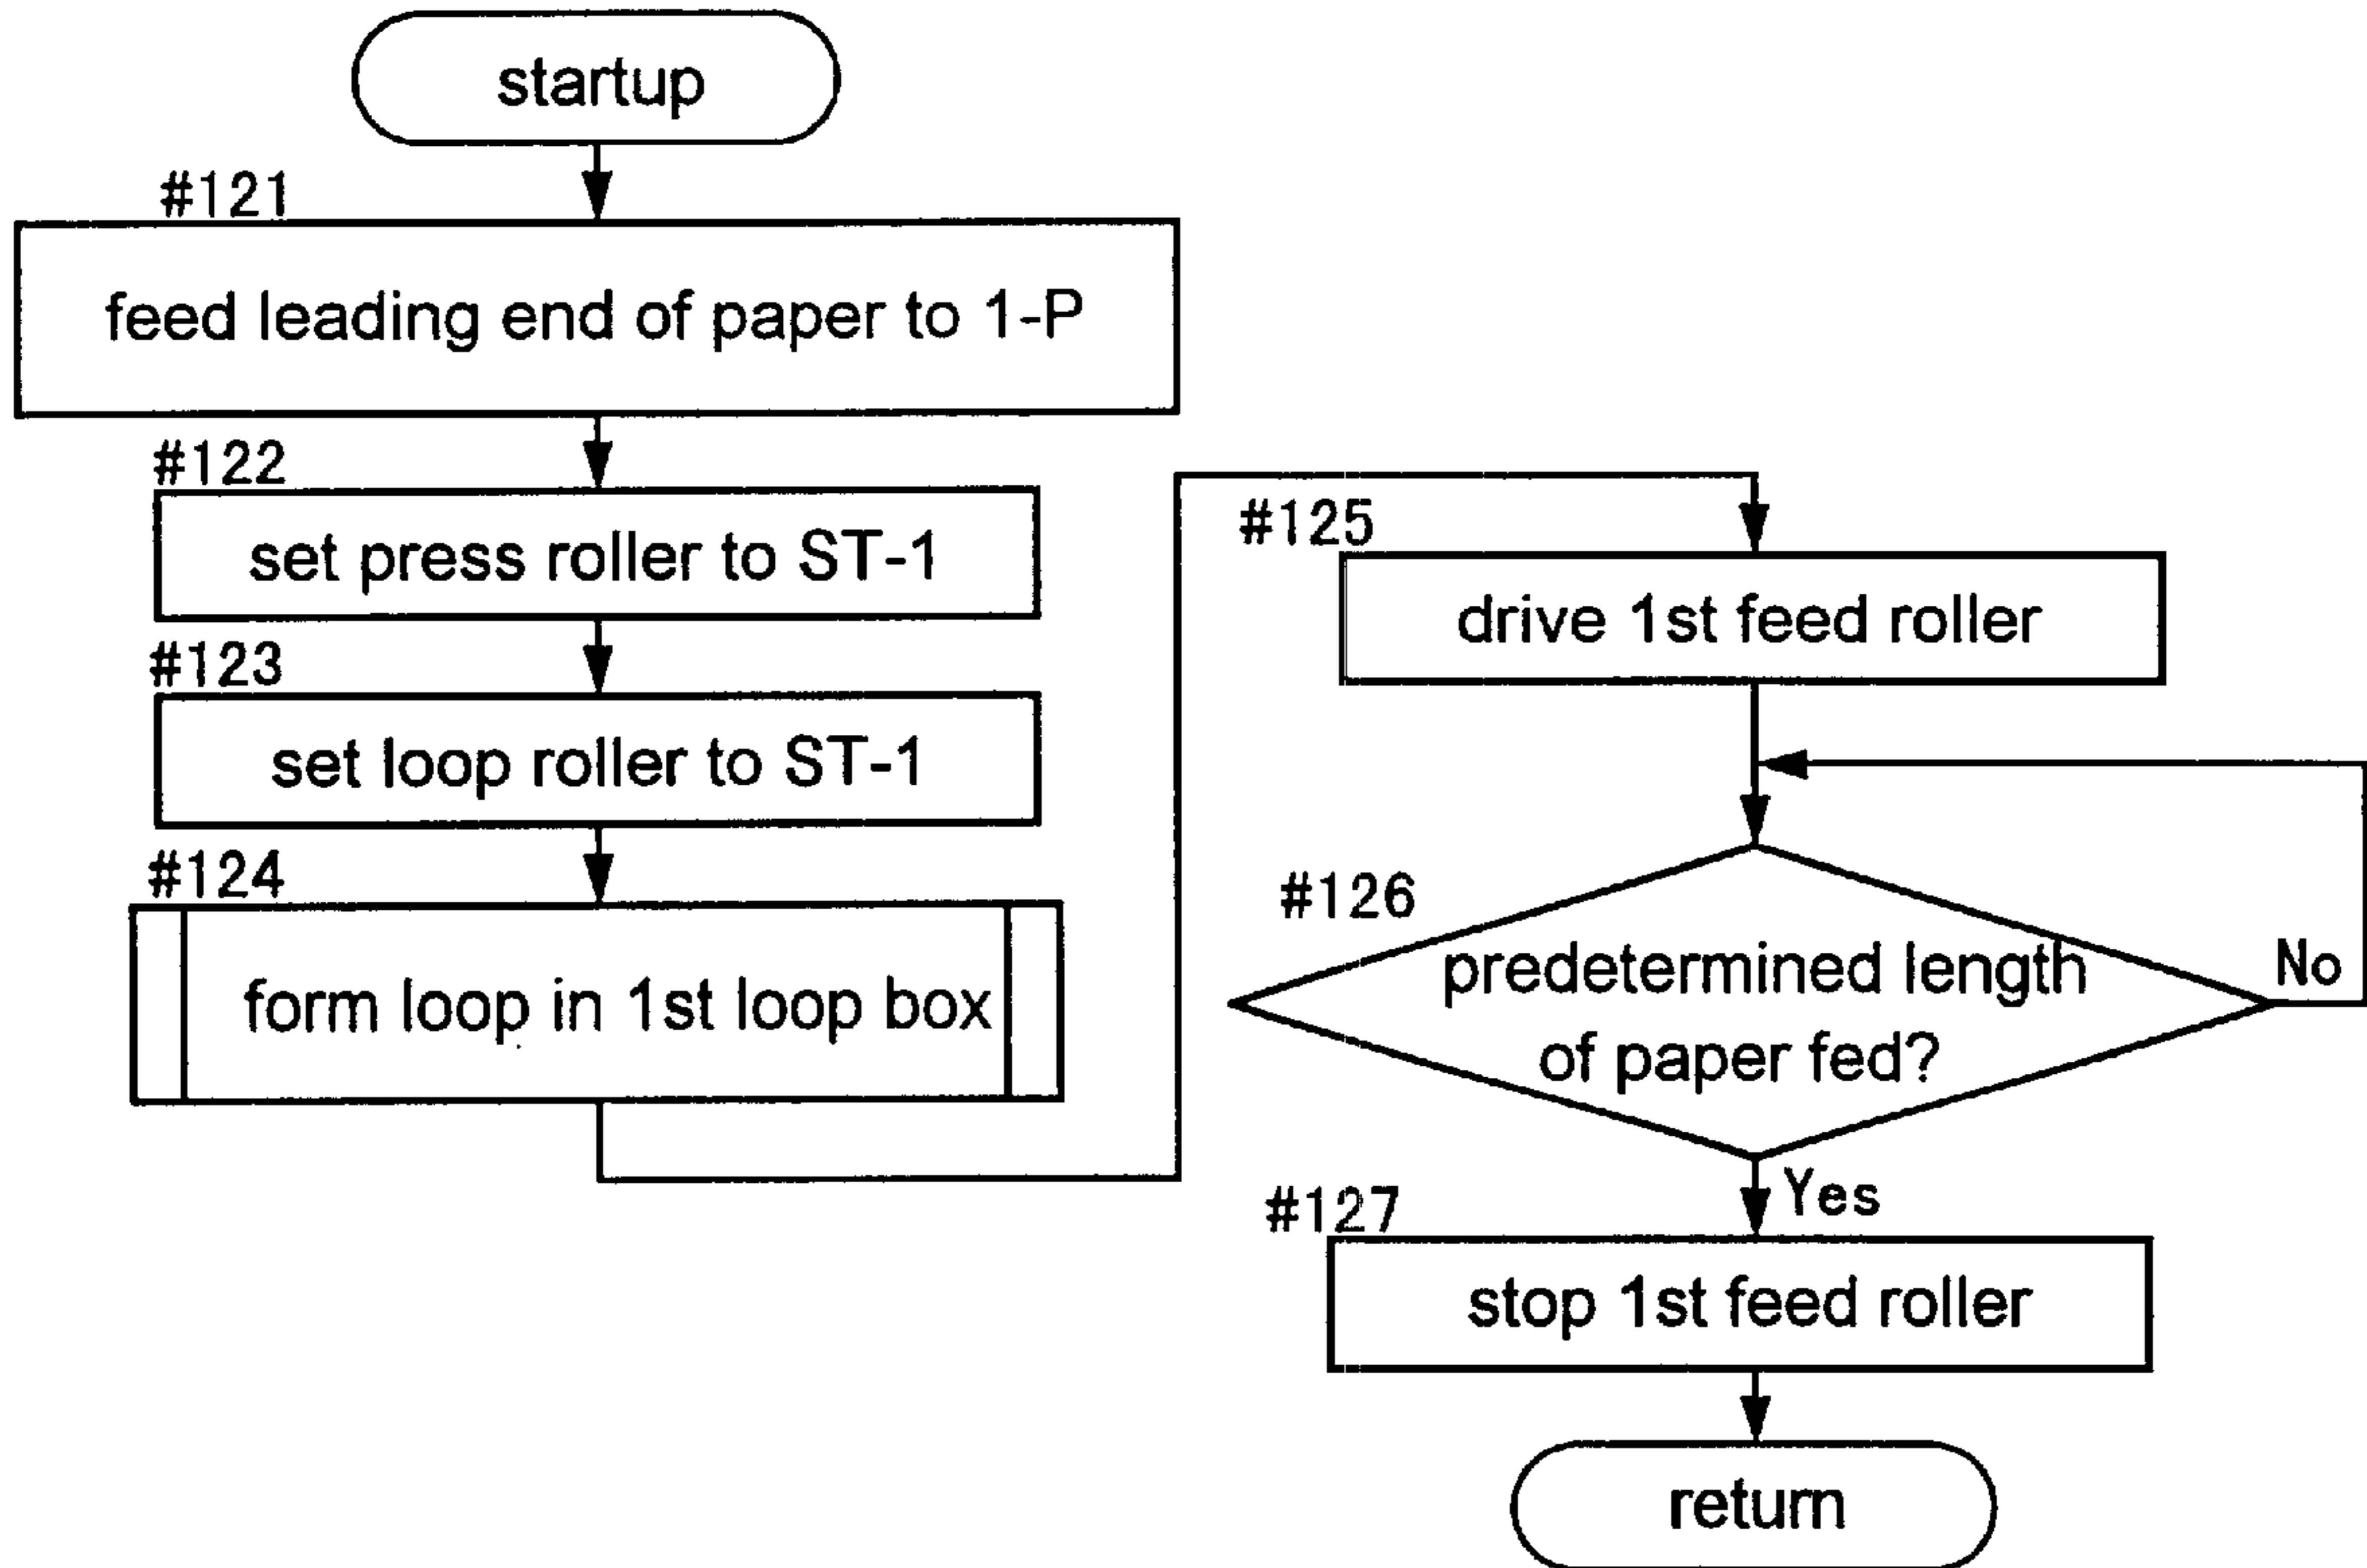 startup
#121
feed leading end of paper to 1-P
#122
set press roller to ST-1
#123
set loop roller to ST-1
#124
form loop in 1st loop box
#125
drive 1st feed roller
#126
predetermined length
of paper fed?
No
Yes
#127
stop 1st feed roller
return